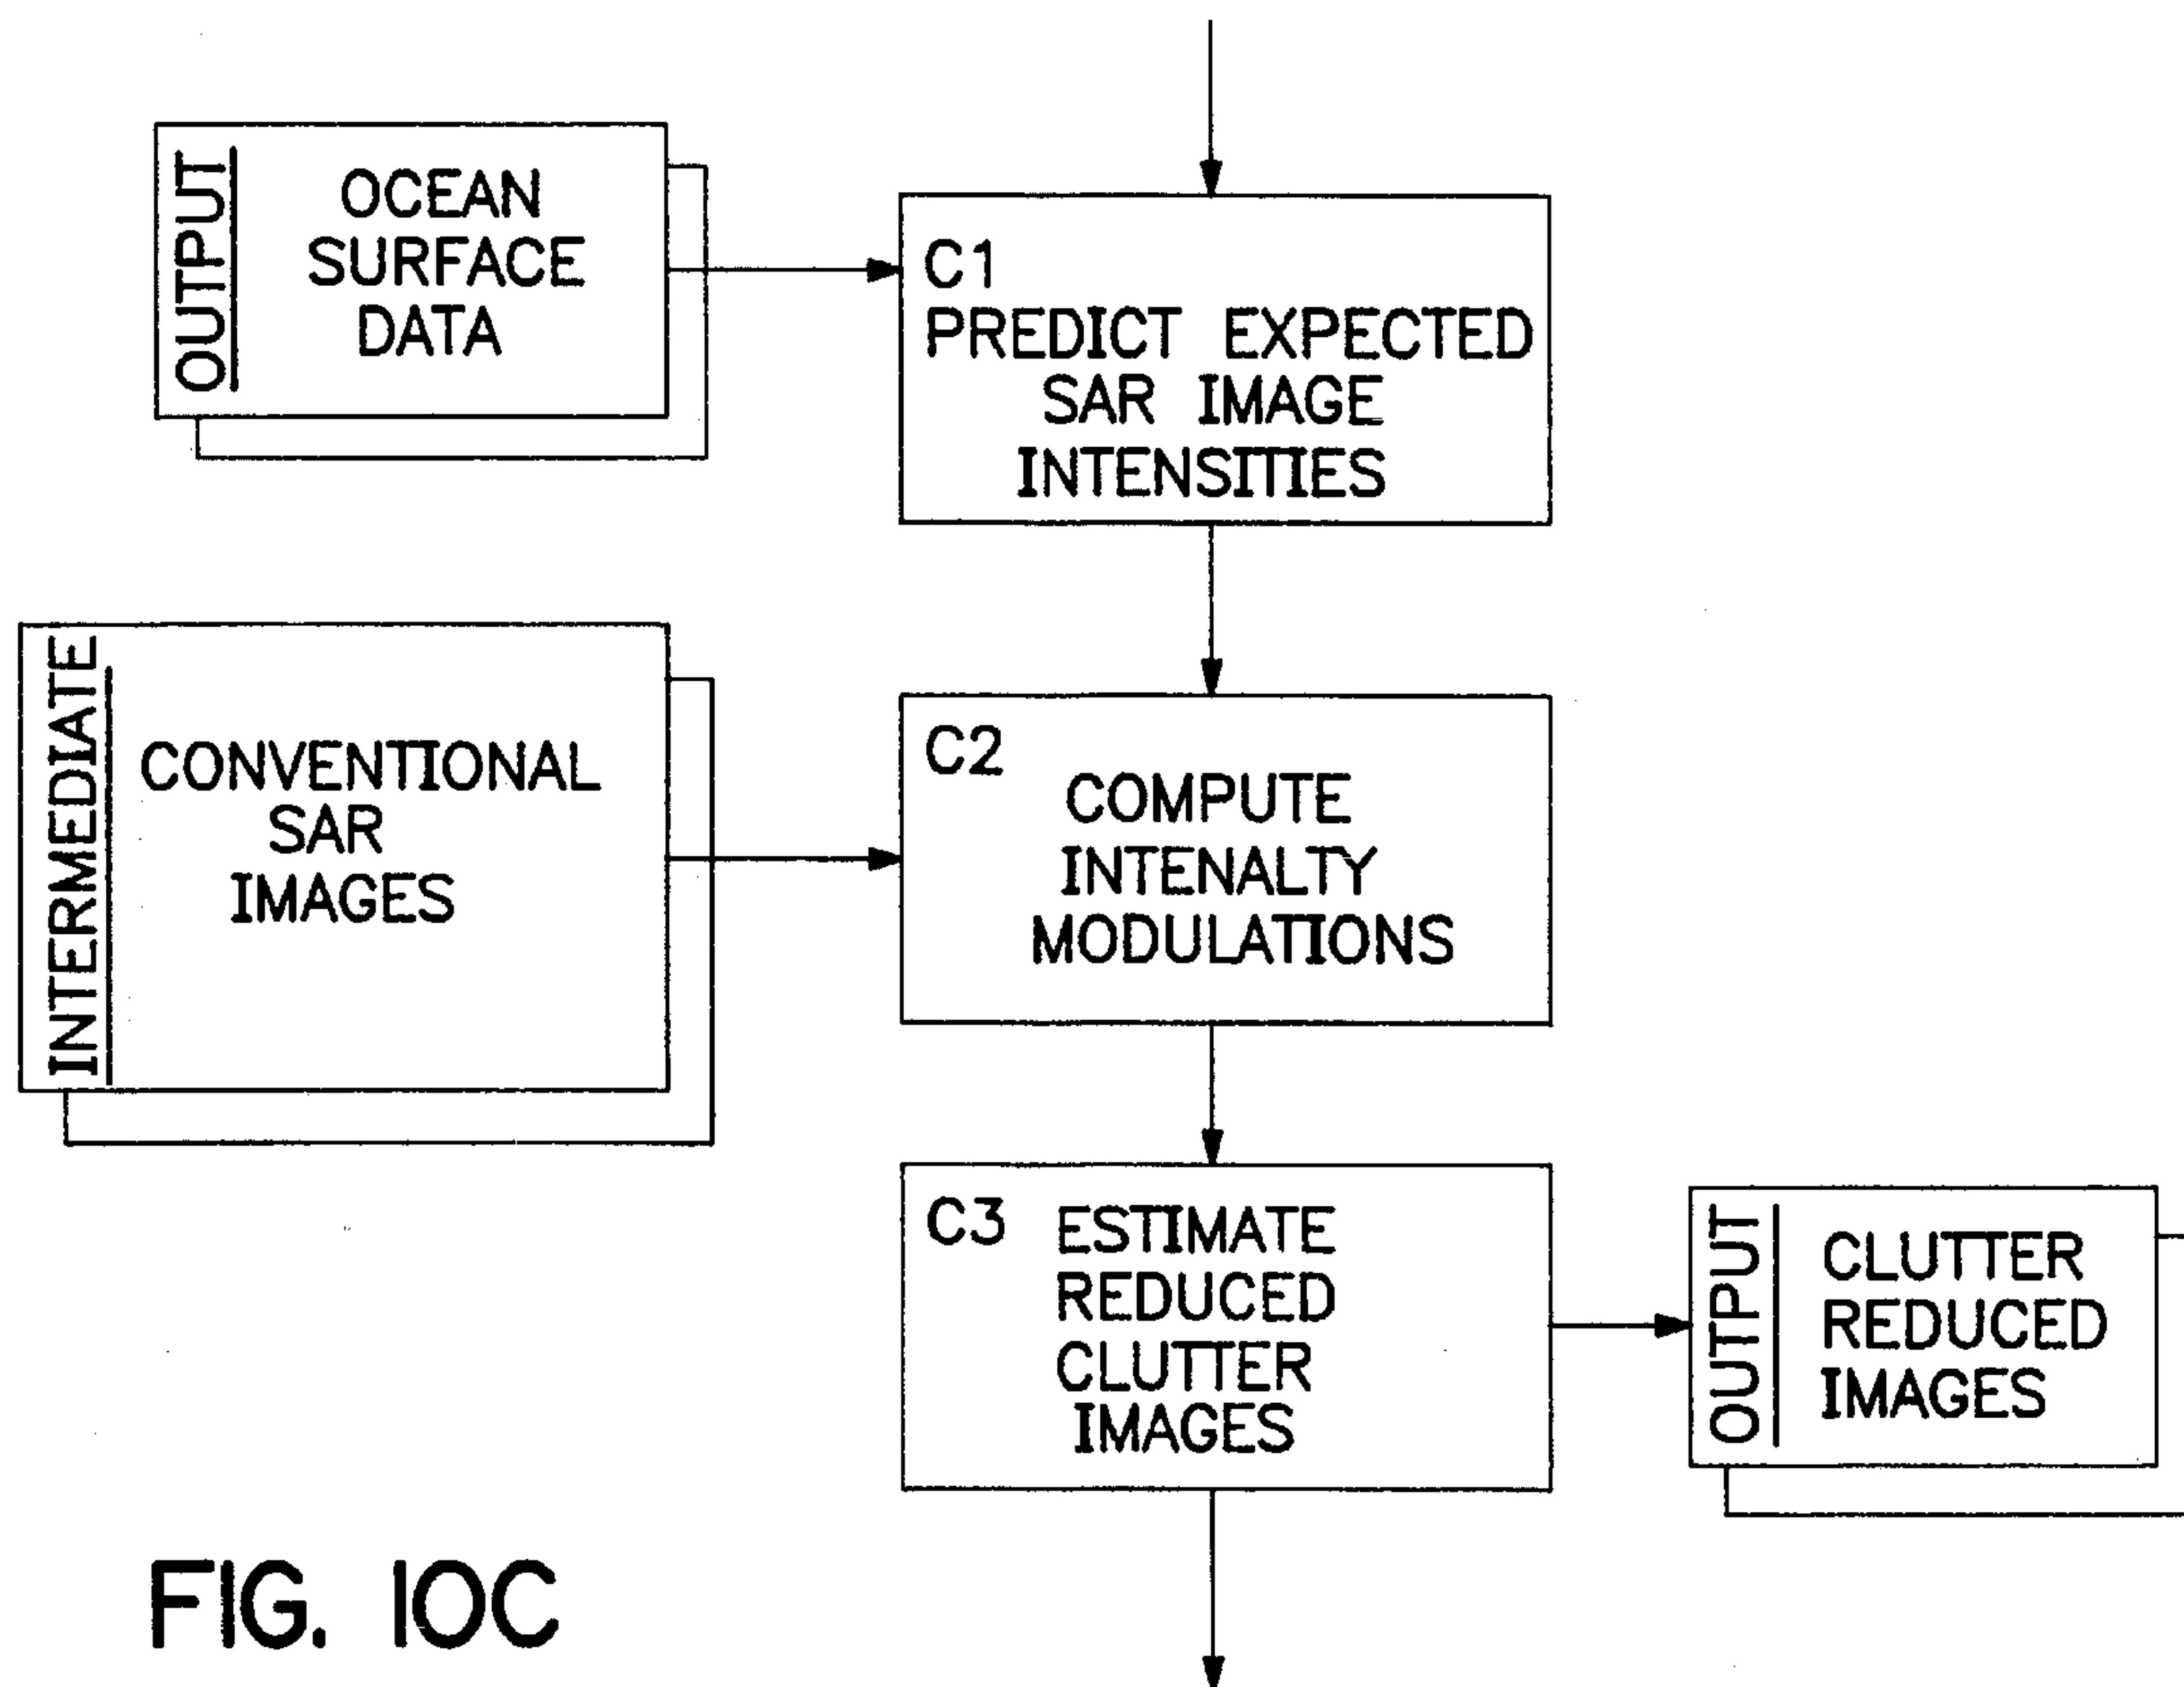 OUTPUT
OCEAN
SURFACE
DATA
C1
PREDICT EXPECTED
SAR IMAGE
INTENSITIES
INTERMEDIATE
CONVENTIONAL
SAR
IMAGES
C2
COMPUTE
INTENALTY
MODULATIONS
C3 ESTIMATE
REDUCED
CLUTTER
IMAGES
OUTPUT
CLUTTER
REDUCED
IMAGES
FIG. 10C